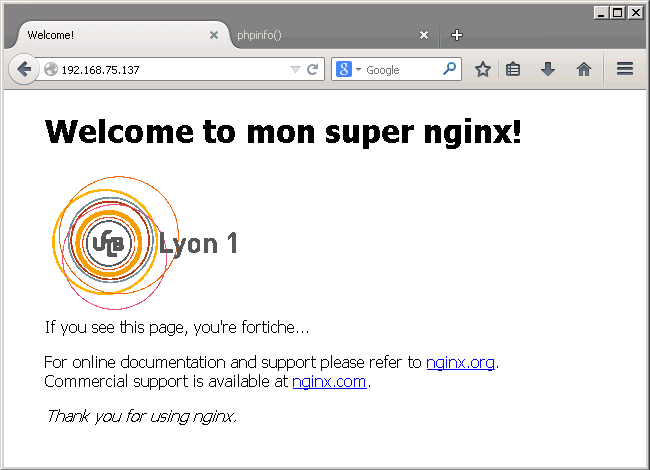 Welcome!
phpinfo()
192.168.75.137
Google
Welcome to mon super nginx!
UCLB
Lyon 1
If you see this page, you're fortiche...
For online documentation and support please refer to nginx.org.
Commercial support is available at nginx.com.
Thank you for using nginx.